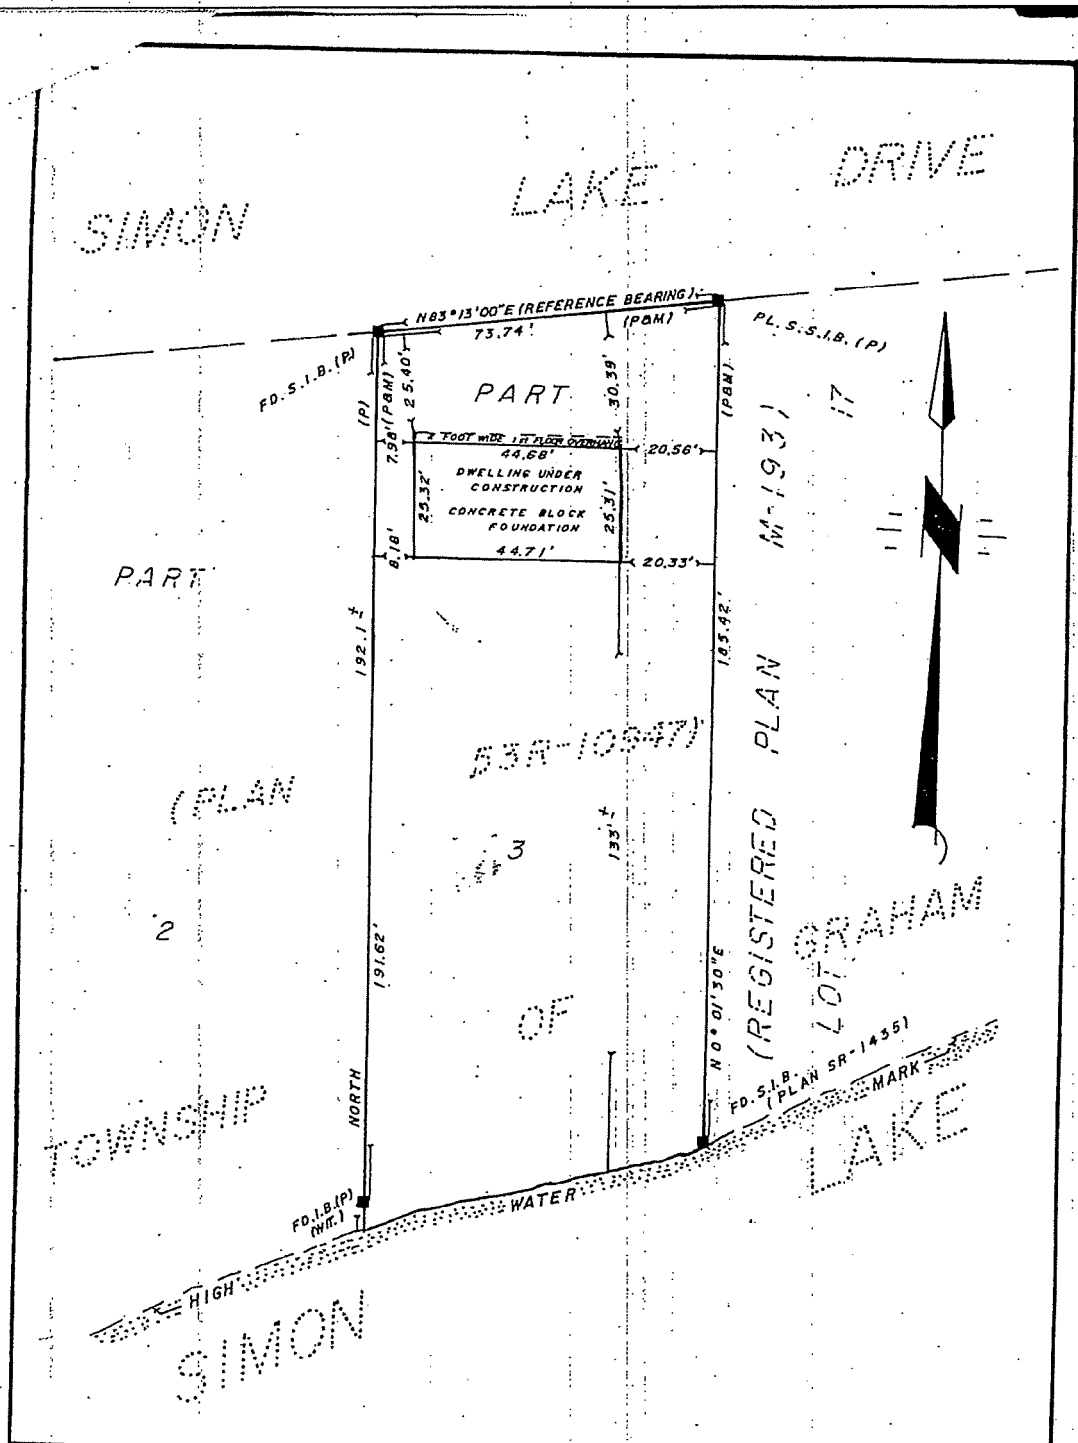 SIMON LAKE DRIVE
N83°13'00"E (REFERENCE BEARING)
73.74'
(P&M)
PL. S.S.I.B. (P)
FD. S.I.B. (P)
(P)
(P&M)
25.40'
PART
30.39'
(P&M)
17
7.98'
2 FOOT WIDE 1ST FLOOR OVERHANG
44.68'
20.56'
DWELLING UNDER
CONSTRUCTION
25.32'
25.31'
CONCRETE BLOCK
FOUNDATION
8.18'
44.71'
20.33'
PART
192.1 ±
185.42'
(REGISTERED PLAN M-193)
(PLAN 53R-10947)
133' ±
3
2
191.62'
GRAHAM
LOT
OF
N 0° 01' 30" E
NORTH
FD. S.I.B.
(PLAN SR-1435)
TOWNSHIP
FD. I.B. (P)
(WIT.)
HIGH WATER MARK
SIMON LAKE